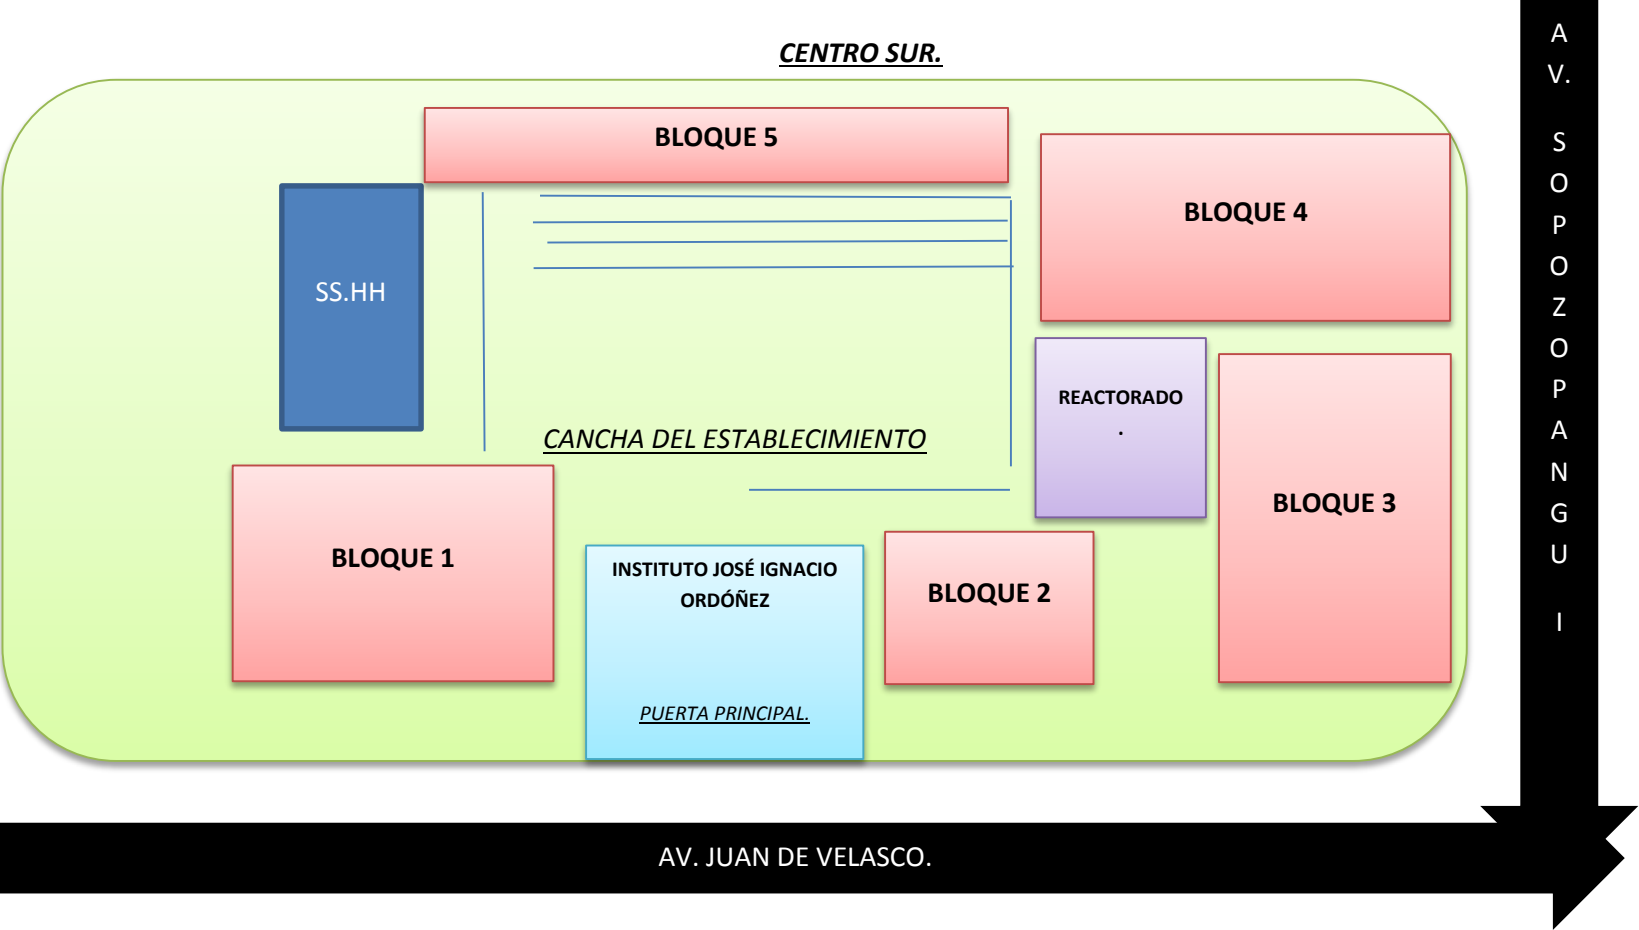 CENTRO SUR.
BLOQUE 5
BLOQUE 4
SS.HH
REACTORADO
.
CANCHA DEL ESTABLECIMIENTO
BLOQUE 3
BLOQUE 1
INSTITUTO JOSÉ IGNACIO
ORDÓÑEZ
BLOQUE 2
PUERTA PRINCIPAL.
AV. JUAN DE VELASCO.
A
V.
S
O
P
O
Z
O
P
A
N
G
U
I